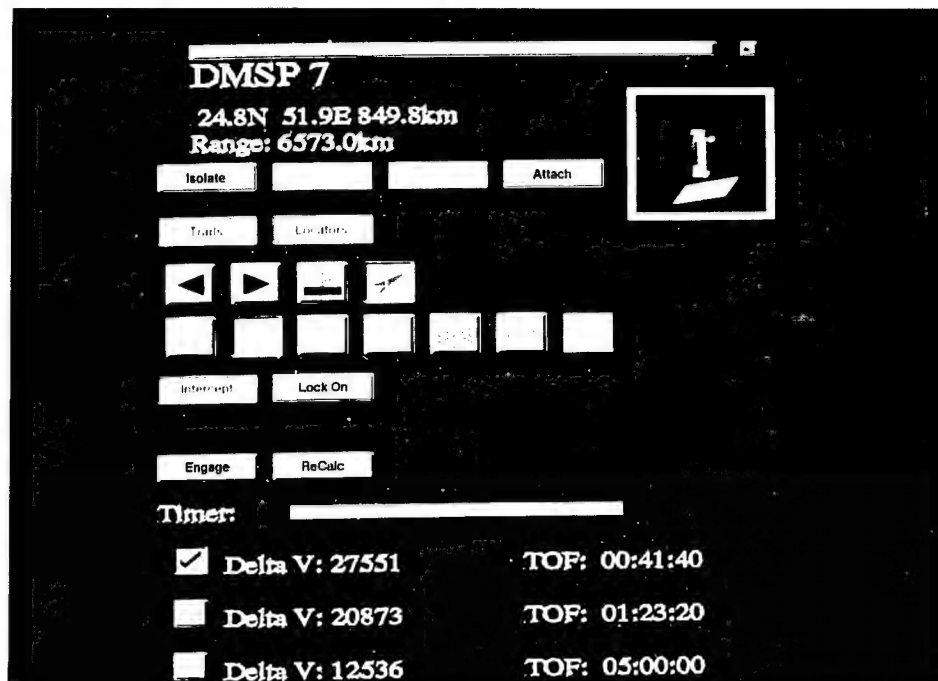 DMSP 7
24.8N 51.9E 849.8km
Range: 6573.0km
Isolate Attach
Trails Locators
Intercept Lock On
Engage ReCalc
Timer:
Delta V: 27551 TOF: 00:41:40
Delta V: 20873 TOF: 01:23:20
Delta V: 12536 TOF: 05:00:00